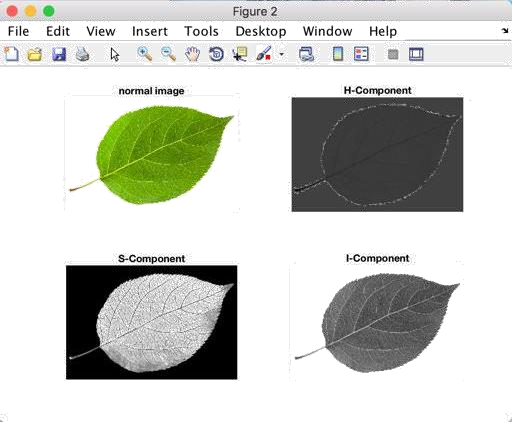 Figure 2
File Edit View Insert Tools Desktop Window Help
normal image
H-Component
S-Component
I-Component